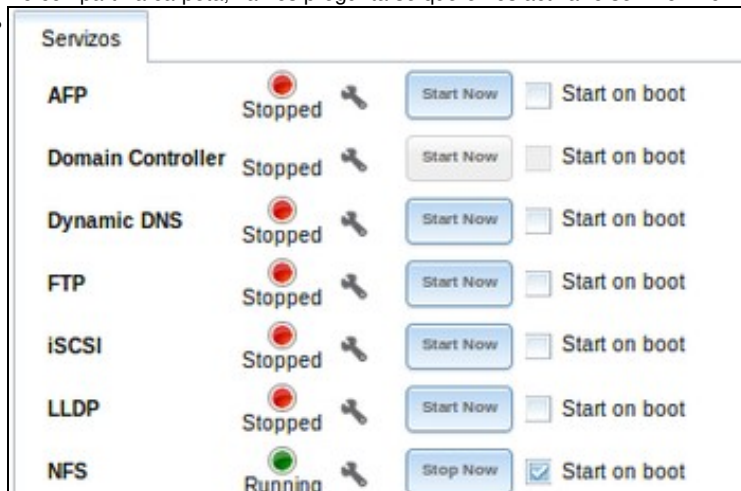 Servizos
AFP Stopped Start Now Start on boot
Domain Controller Stopped Start Now Start on boot
Dynamic DNS Stopped Start Now Start on boot
FTP Stopped Start Now Start on boot
iSCSI Stopped Start Now Start on boot
LLDP Stopped Start Now Start on boot
NFS Running Stop Now Start on boot